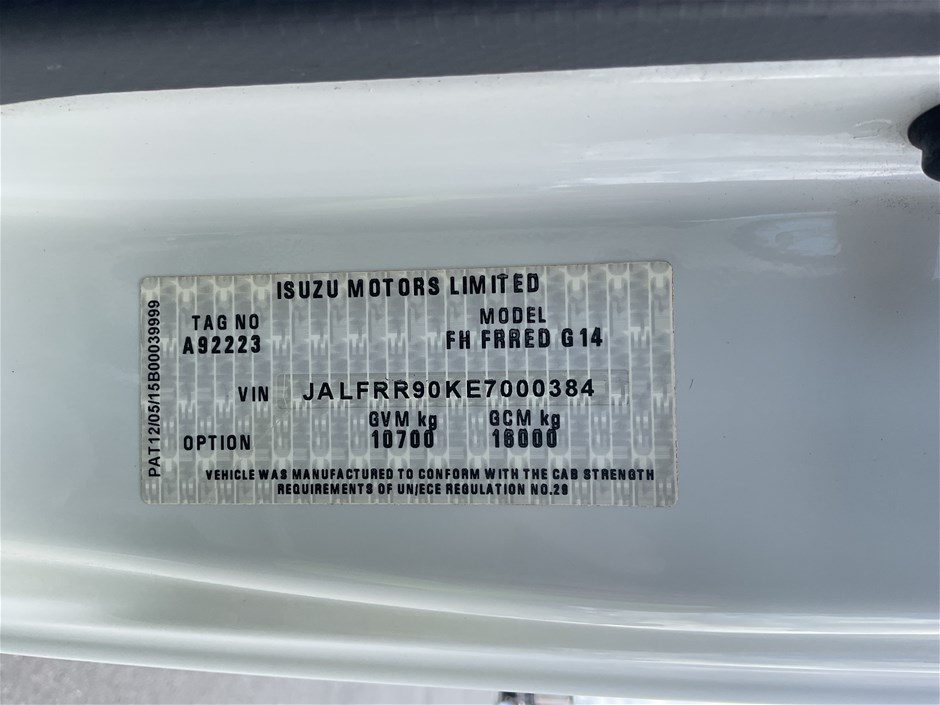 ISUZU MOTORS LIMITED
TAG NO
A92223
MODEL
FH FRRED G14
VIN JALFRR90KE7000384
GVM kg
10700
GCM kg
16000
OPTION
VEHICLE WAS MANUFACTURED TO CONFORM WITH THE CAB STRENGTH
REQUIREMENTS OF UN/ECE REGULATION NO.29
PAT12/05/15B00039999